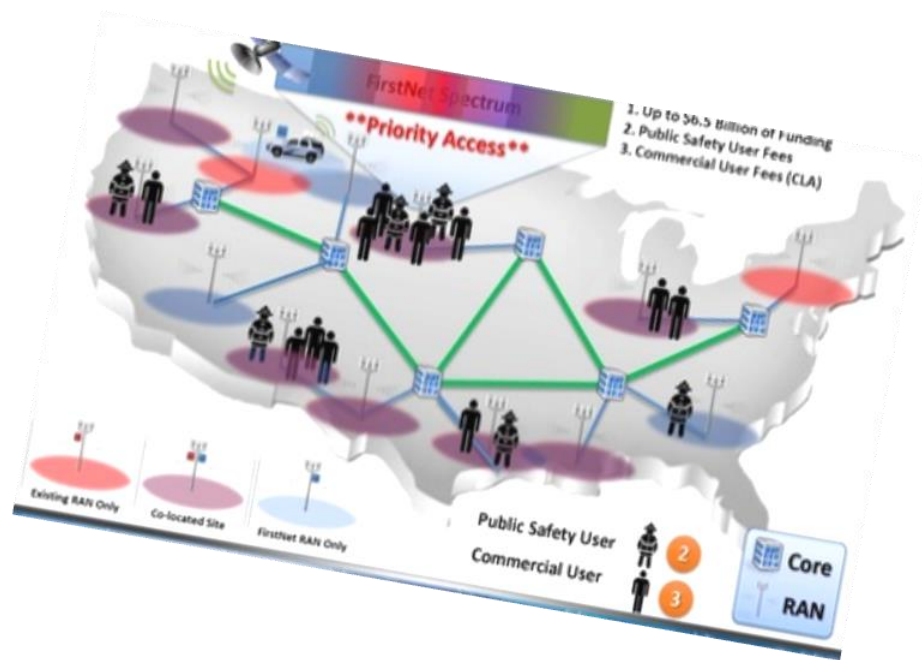 FirstNet Spectrum
**Priority Access**
1. Up to $6.5 Billion of Funding
2. Public Safety User Fees
3. Commercial User Fees (CLA)
Existing RAN Only
Co-located Site
FirstNet RAN Only
Public Safety User
2
Commercial User
3
Core
RAN